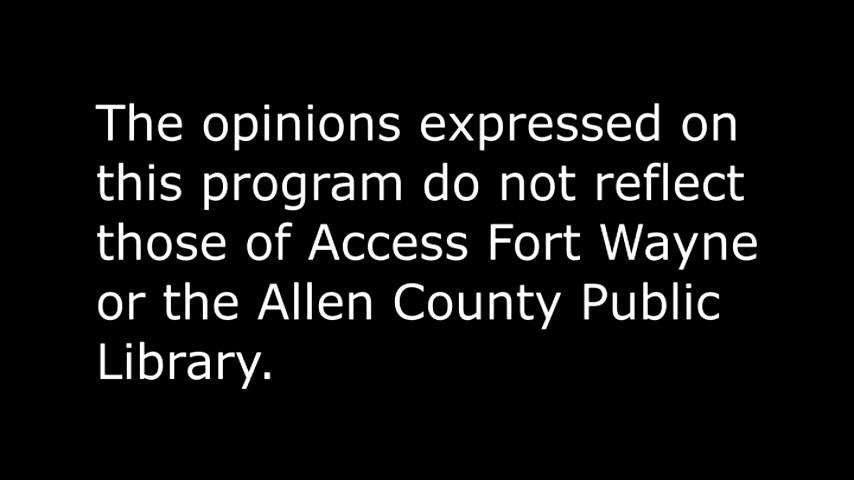 The opinions expressed on
this program do not reflect
those of Access Fort Wayne
or the Allen County Public
Library.